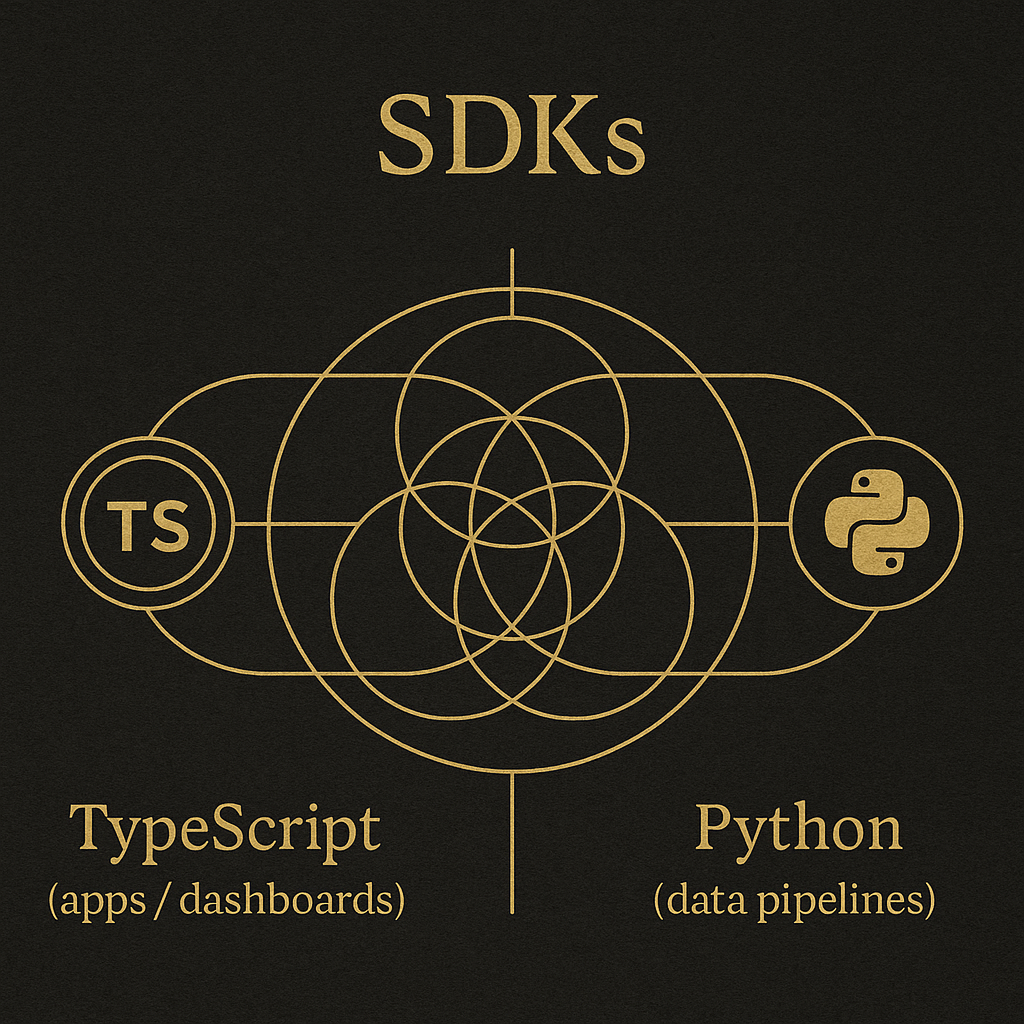 SDKs
TS
TypeScript
(apps / dashboards)
Python
(data pipelines)